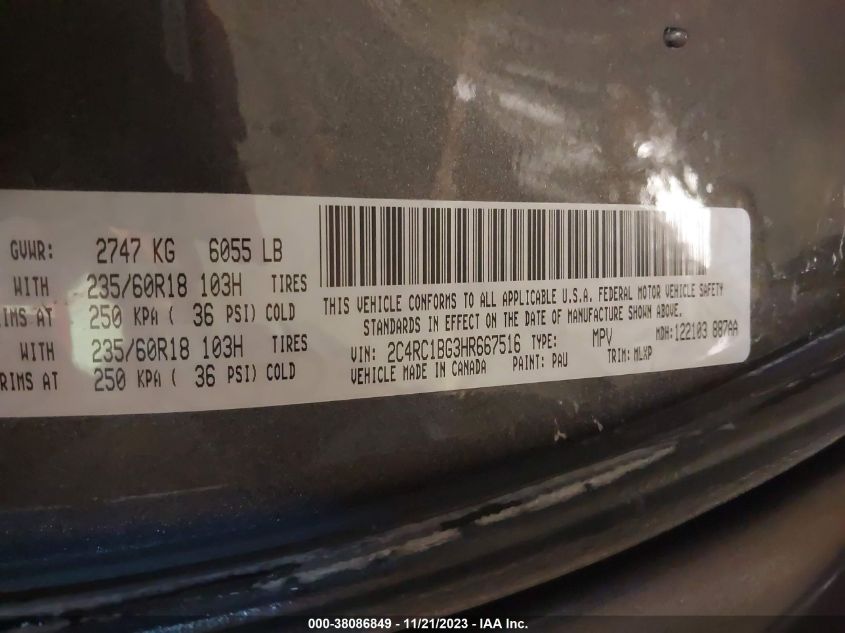 GVWR: 2747 KG 6055 LB
WITH 235/60R18 103H TIRES
IMS AT 250 KPA ( 36 PSI) COLD
WITH 235/60R18 103H TIRES
RIMS AT 250 KPA ( 36 PSI) COLD
THIS VEHICLE CONFORMS TO ALL APPLICABLE U.S.A. FEDERAL MOTOR VEHICLE SAFETY
STANDARDS IN EFFECT ON THE DATE OF MANUFACTURE SHOWN ABOVE.
VIN: 2C4RC1BG3HR667516 TYPE: MPV MDH: 122103 887AA
VEHICLE MADE IN CANADA PAINT: PAU TRIM: MLXP
000-38086849 - 11/21/2023 - IAA Inc.